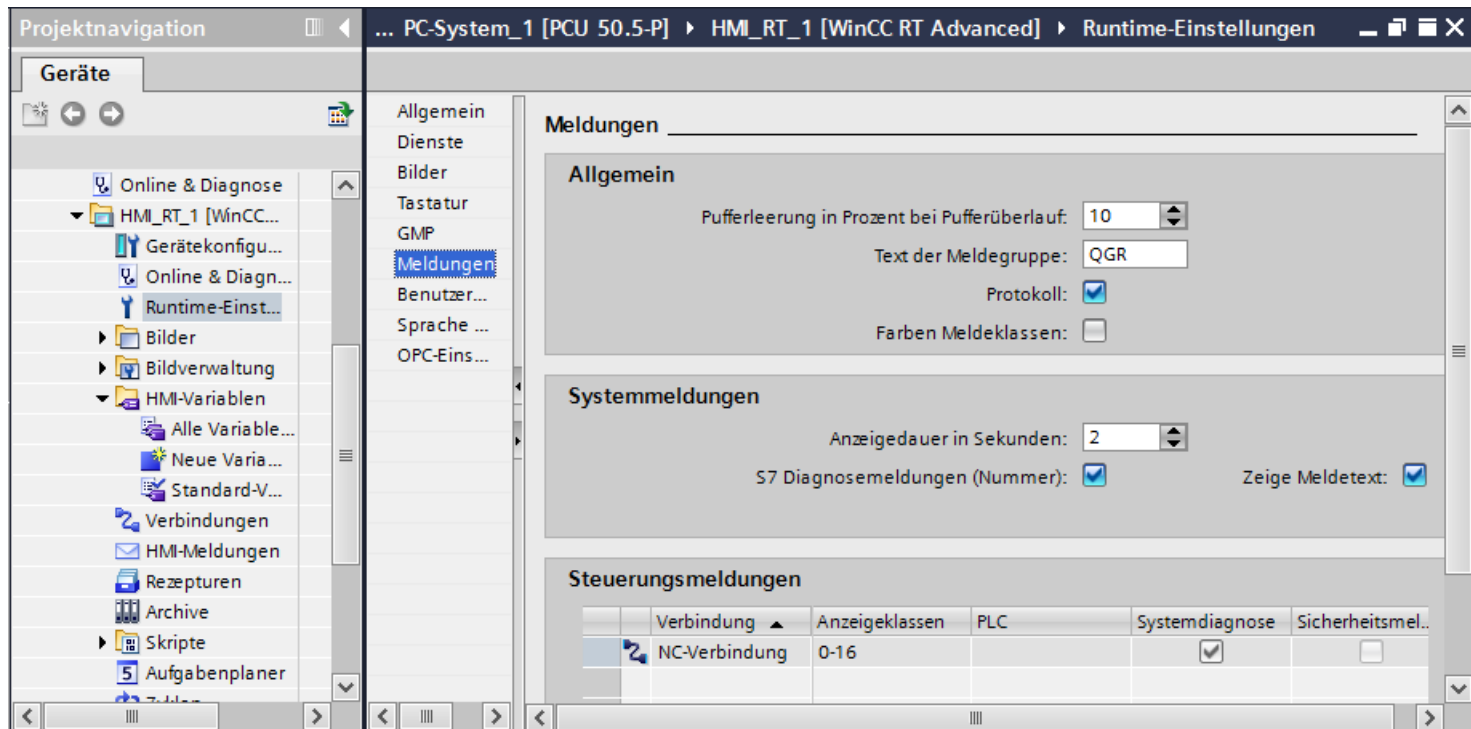 Projektnavigation
... PC-System_1 [PCU 50.5-P] ▸ HMI_RT_1 [WinCC RT Advanced] ▸ Runtime-Einstellungen
Geräte
Online & Diagnose
HMI_RT_1 [WinCC...
Gerätekonfigu...
Online & Diagn...
Runtime-Einst...
Bilder
Bildverwaltung
HMI-Variablen
Alle Variable...
Neue Varia...
Standard-V...
Verbindungen
HMI-Meldungen
Rezepturen
Archive
Skripte
Aufgabenplaner
Zyklen
Allgemein
Dienste
Bilder
Tastatur
GMP
Meldungen
Benutzer...
Sprache ...
OPC-Eins...
Meldungen
Allgemein
Pufferleerung in Prozent bei Pufferüberlauf: 10
Text der Meldegruppe: QGR
Protokoll:
Farben Meldeklassen:
Systemmeldungen
Anzeigedauer in Sekunden: 2
S7 Diagnosemeldungen (Nummer): Zeige Meldetext:
Steuerungsmeldungen
Verbindung Anzeigeklassen PLC Systemdiagnose Sicherheitsmel..
NC-Verbindung 0-16